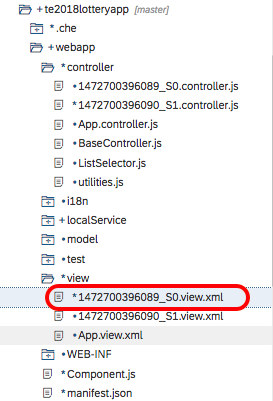 +te2018lotteryapp [master]
*.che
+webapp
*controller
+1472700396089_S0.controller.js
*1472700396090_S1.controller.js
•App.controller.js
•BaseController.js
•ListSelector.js
•utilities.js
•i18n
+localService
•model
•test
*view
*1472700396089_S0.view.xml
•1472700396090_S1.view.xml
•App.view.xml
•WEB-INF
*Component.js
*manifest.json